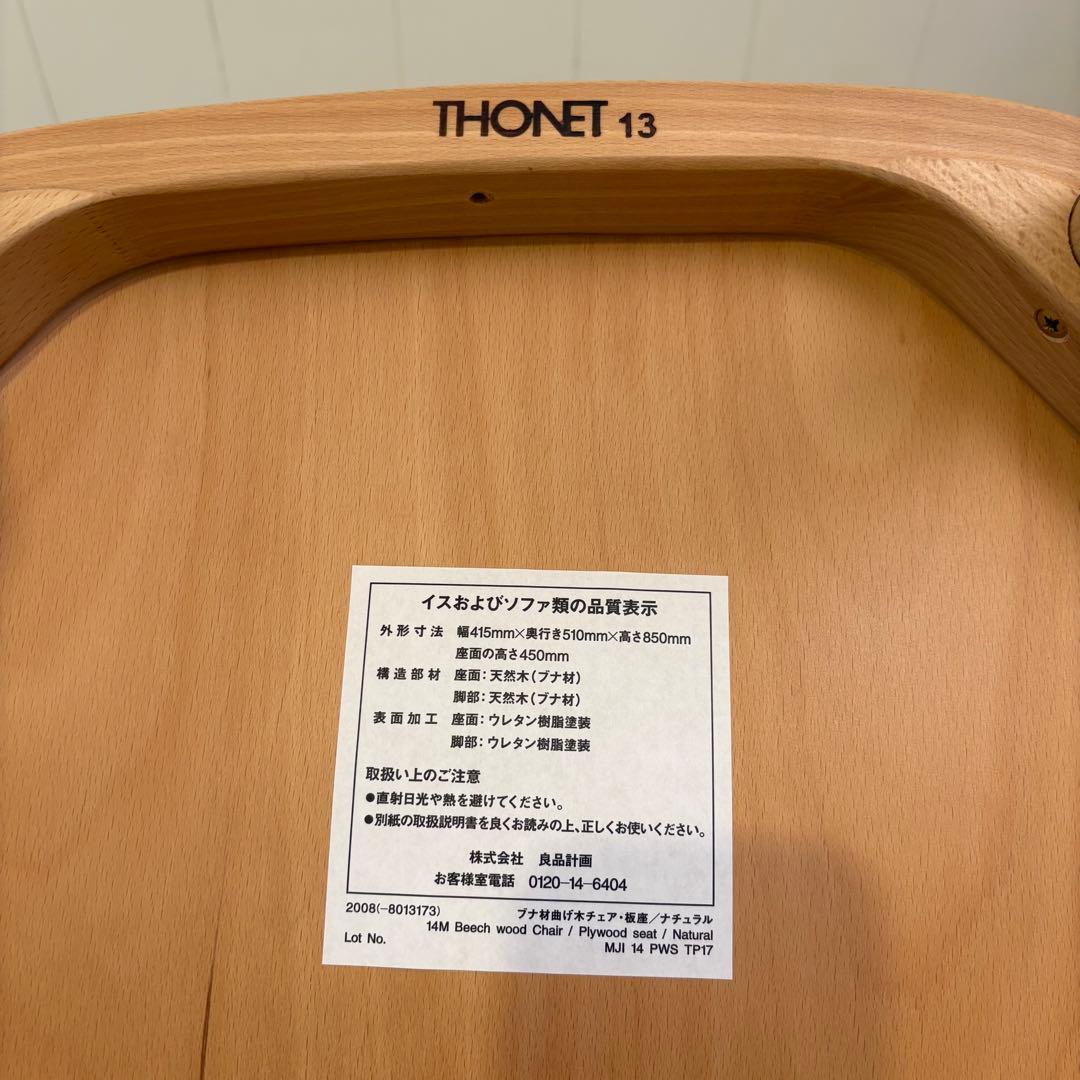 THONET 13
イスおよびソファ類の品質表示
外形寸法 幅415mm×奥行き510mm×高さ850mm
座面の高さ450mm
構造部材 座面：天然木（ブナ材）
脚部：天然木（ブナ材）
表面加工 座面：ウレタン樹脂塗装
脚部：ウレタン樹脂塗装
取扱い上のご注意
●直射日光や熱を避けてください。
●別紙の取扱説明書を良くお読みの上、正しくお使いください。
株式会社 良品計画
お客様室電話 0120-14-6404
2008(-8013173) ブナ材曲げ木チェア・板座／ナチュラル
14M Beech wood Chair / Plywood seat / Natural
Lot No. MJI 14 PWS TP17